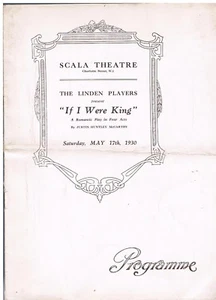 SCALA THEATRE
Charlotte Street, W.1
THE LINDEN PLAYERS
present
"If I Were King"
A Romantic Play in Four Acts
By JUSTIN HUNTLY McCARTHY
Saturday, MAY 17th, 1930
Programme